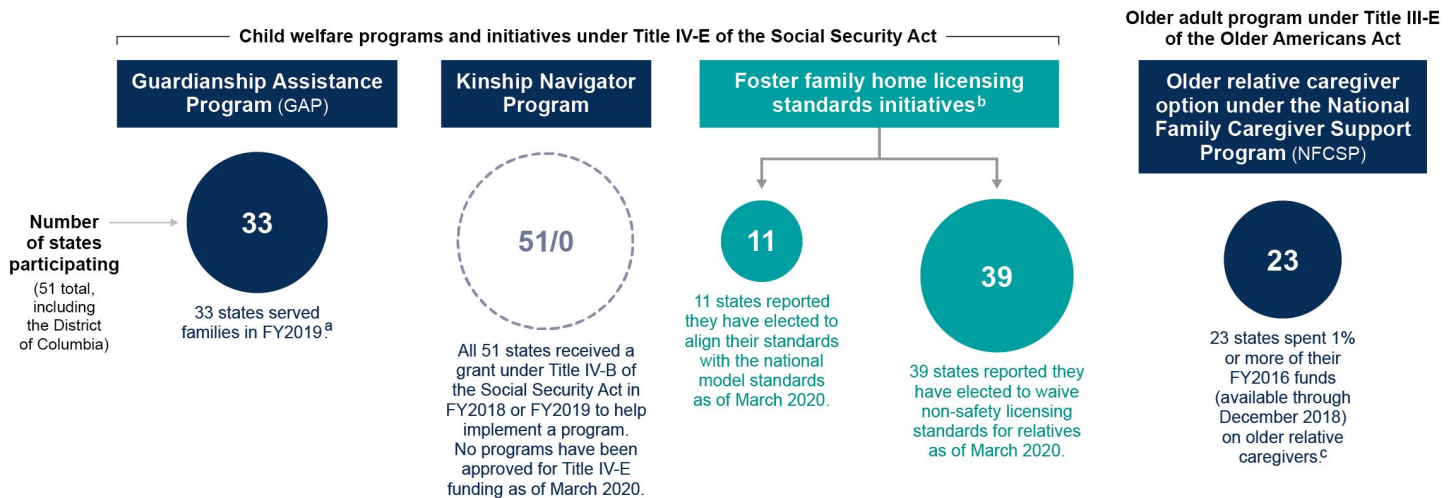 Child welfare programs and initiatives under Title IV-E of the Social Security Act
Older adult program under Title III-E
of the Older Americans Act
Guardianship Assistance
Program (GAP)
Kinship Navigator
Program
Foster family home licensing
standards initiatives b
Older relative caregiver
option under the National
Family Caregiver Support
Program (NFCSP)
Number
of states
participating
(51 total,
including
the District
of Columbia)
33
33 states served
families in FY2019. a
51/0
All 51 states received a
grant under Title IV-B of
the Social Security Act in
FY2018 or FY2019 to help
implement a program.
No programs have been
approved for Title IV-E
funding as of March 2020.
11
11 states reported
they have elected to
align their standards
with the national
model standards
as of March 2020.
39
39 states reported they
have elected to waive
non-safety licensing
standards for relatives
as of March 2020.
23
23 states spent 1%
or more of their
FY2016 funds
(available through
December 2018)
on older relative
caregivers. c